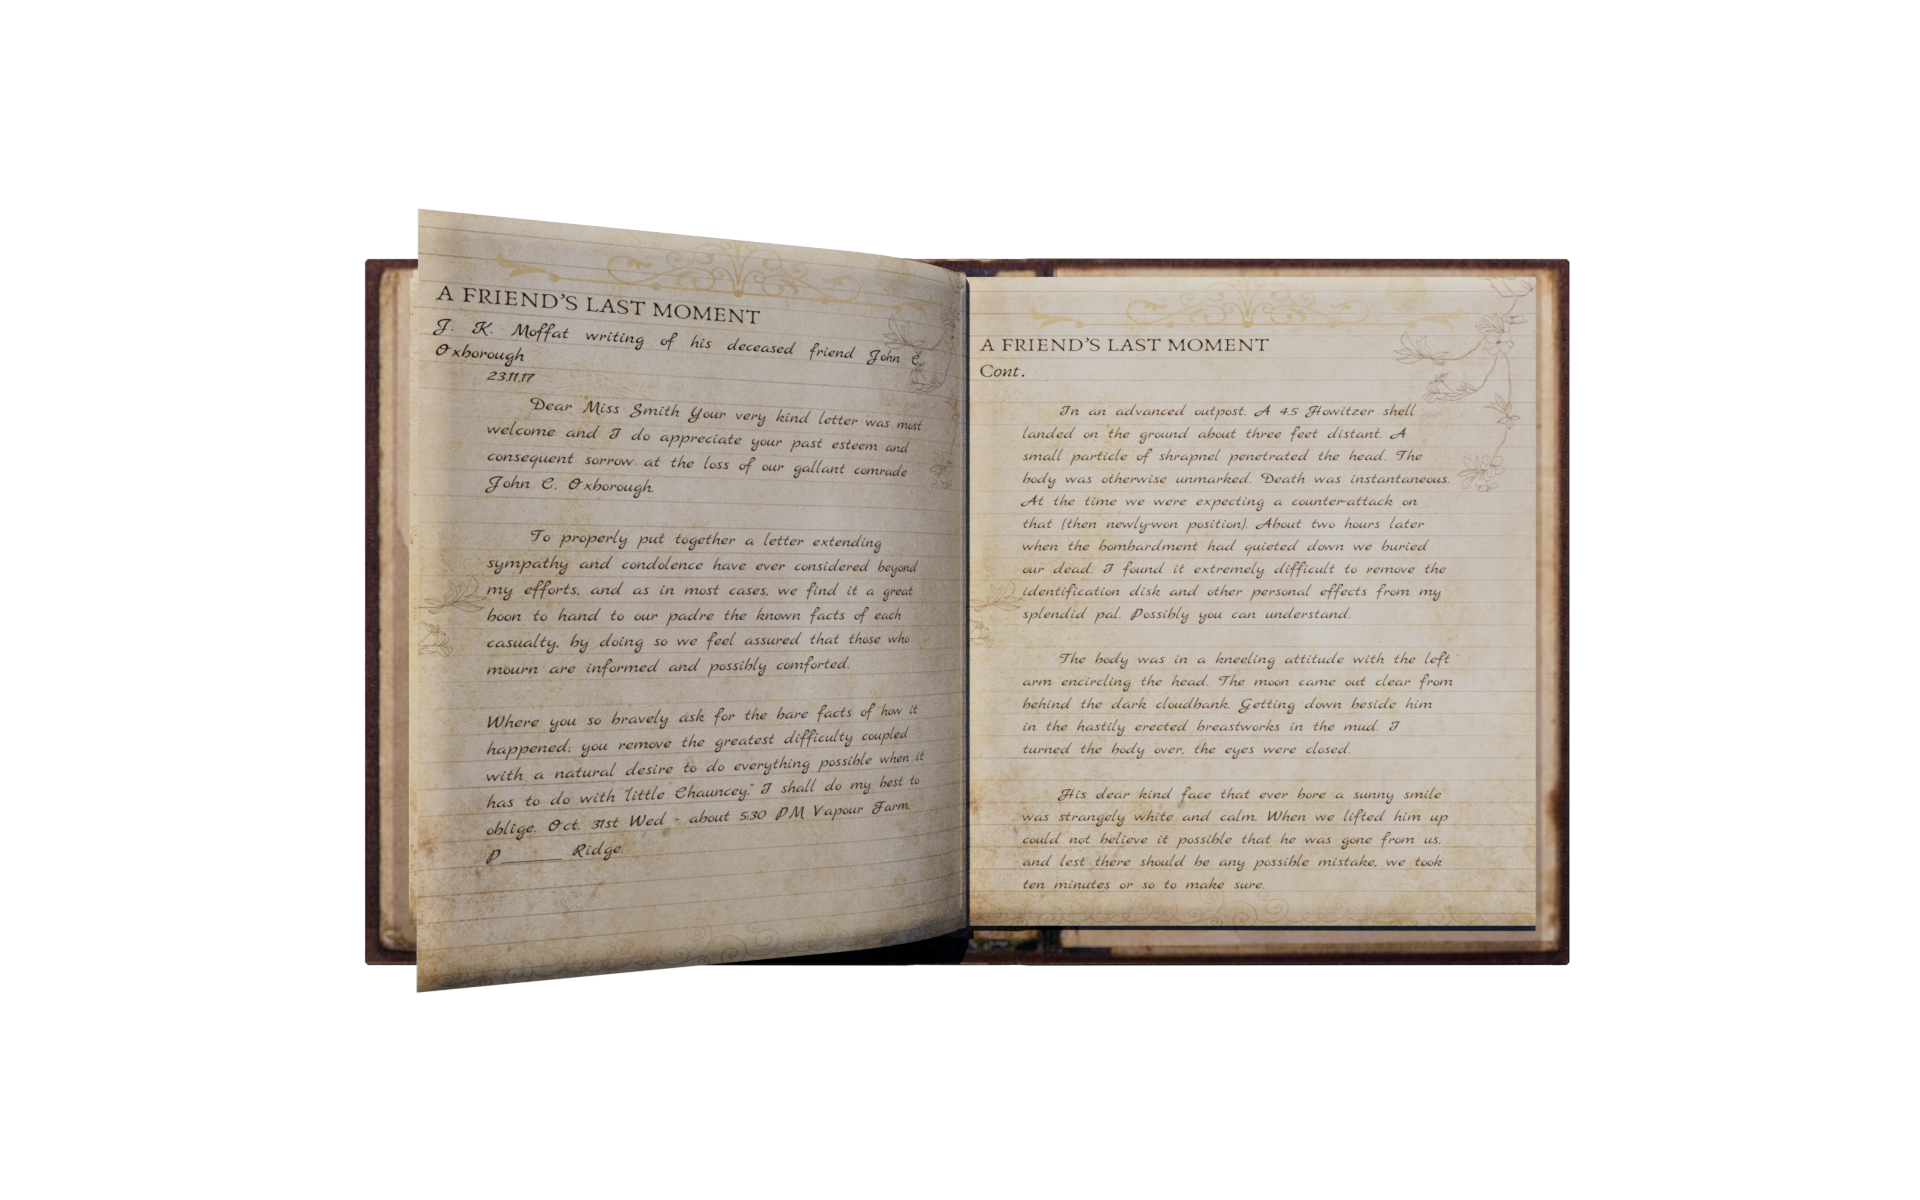 A FRIEND'S LAST MOMENT
J. K. Moffat writing of his deceased friend John C.
Oxborough
23.11.17
Dear Miss Smith Your very kind letter was most
welcome and I do appreciate your past esteem and
consequent sorrow at the loss of our gallant comrade
John C. Oxborough.
To properly put together a letter extending
sympathy and condolence have ever considered beyond
my efforts, and as in most cases, we find it a great
boon to hand to our padre the known facts of each
casualty, by doing so we feel assured that those who
mourn are informed and possibly comforted.
Where you so bravely ask for the bare facts of how it
happened; you remove the greatest difficulty coupled
with a natural desire to do everything possible when it
has to do with "little Chauncey." I shall do my best to
oblige. Oct. 31st Wed - about 5:30 PM Vapour Farm,
P______ Ridge.
A FRIEND'S LAST MOMENT
Cont.
In an advanced outpost. A 4.5 Howitzer shell
landed on the ground about three feet distant. A
small particle of shrapnel penetrated the head. The
body was otherwise unmarked. Death was instantaneous.
At the time we were expecting a counter-attack on
that (then newly-won position). About two hours later
when the bombardment had quieted down we buried
our dead. I found it extremely difficult to remove the
identification disk and other personal effects from my
splendid pal. Possibly you can understand.
The body was in a kneeling attitude with the left
arm encircling the head. The moon came out clear from
behind the dark cloudbank. Getting down beside him
in the hastily erected breastworks in the mud. I
turned the body over, the eyes were closed.
His dear kind face that ever bore a sunny smile
was strangely white and calm. When we lifted him up
could not believe it possible that he was gone from us,
and lest there should be any possible mistake, we took
ten minutes or so to make sure.